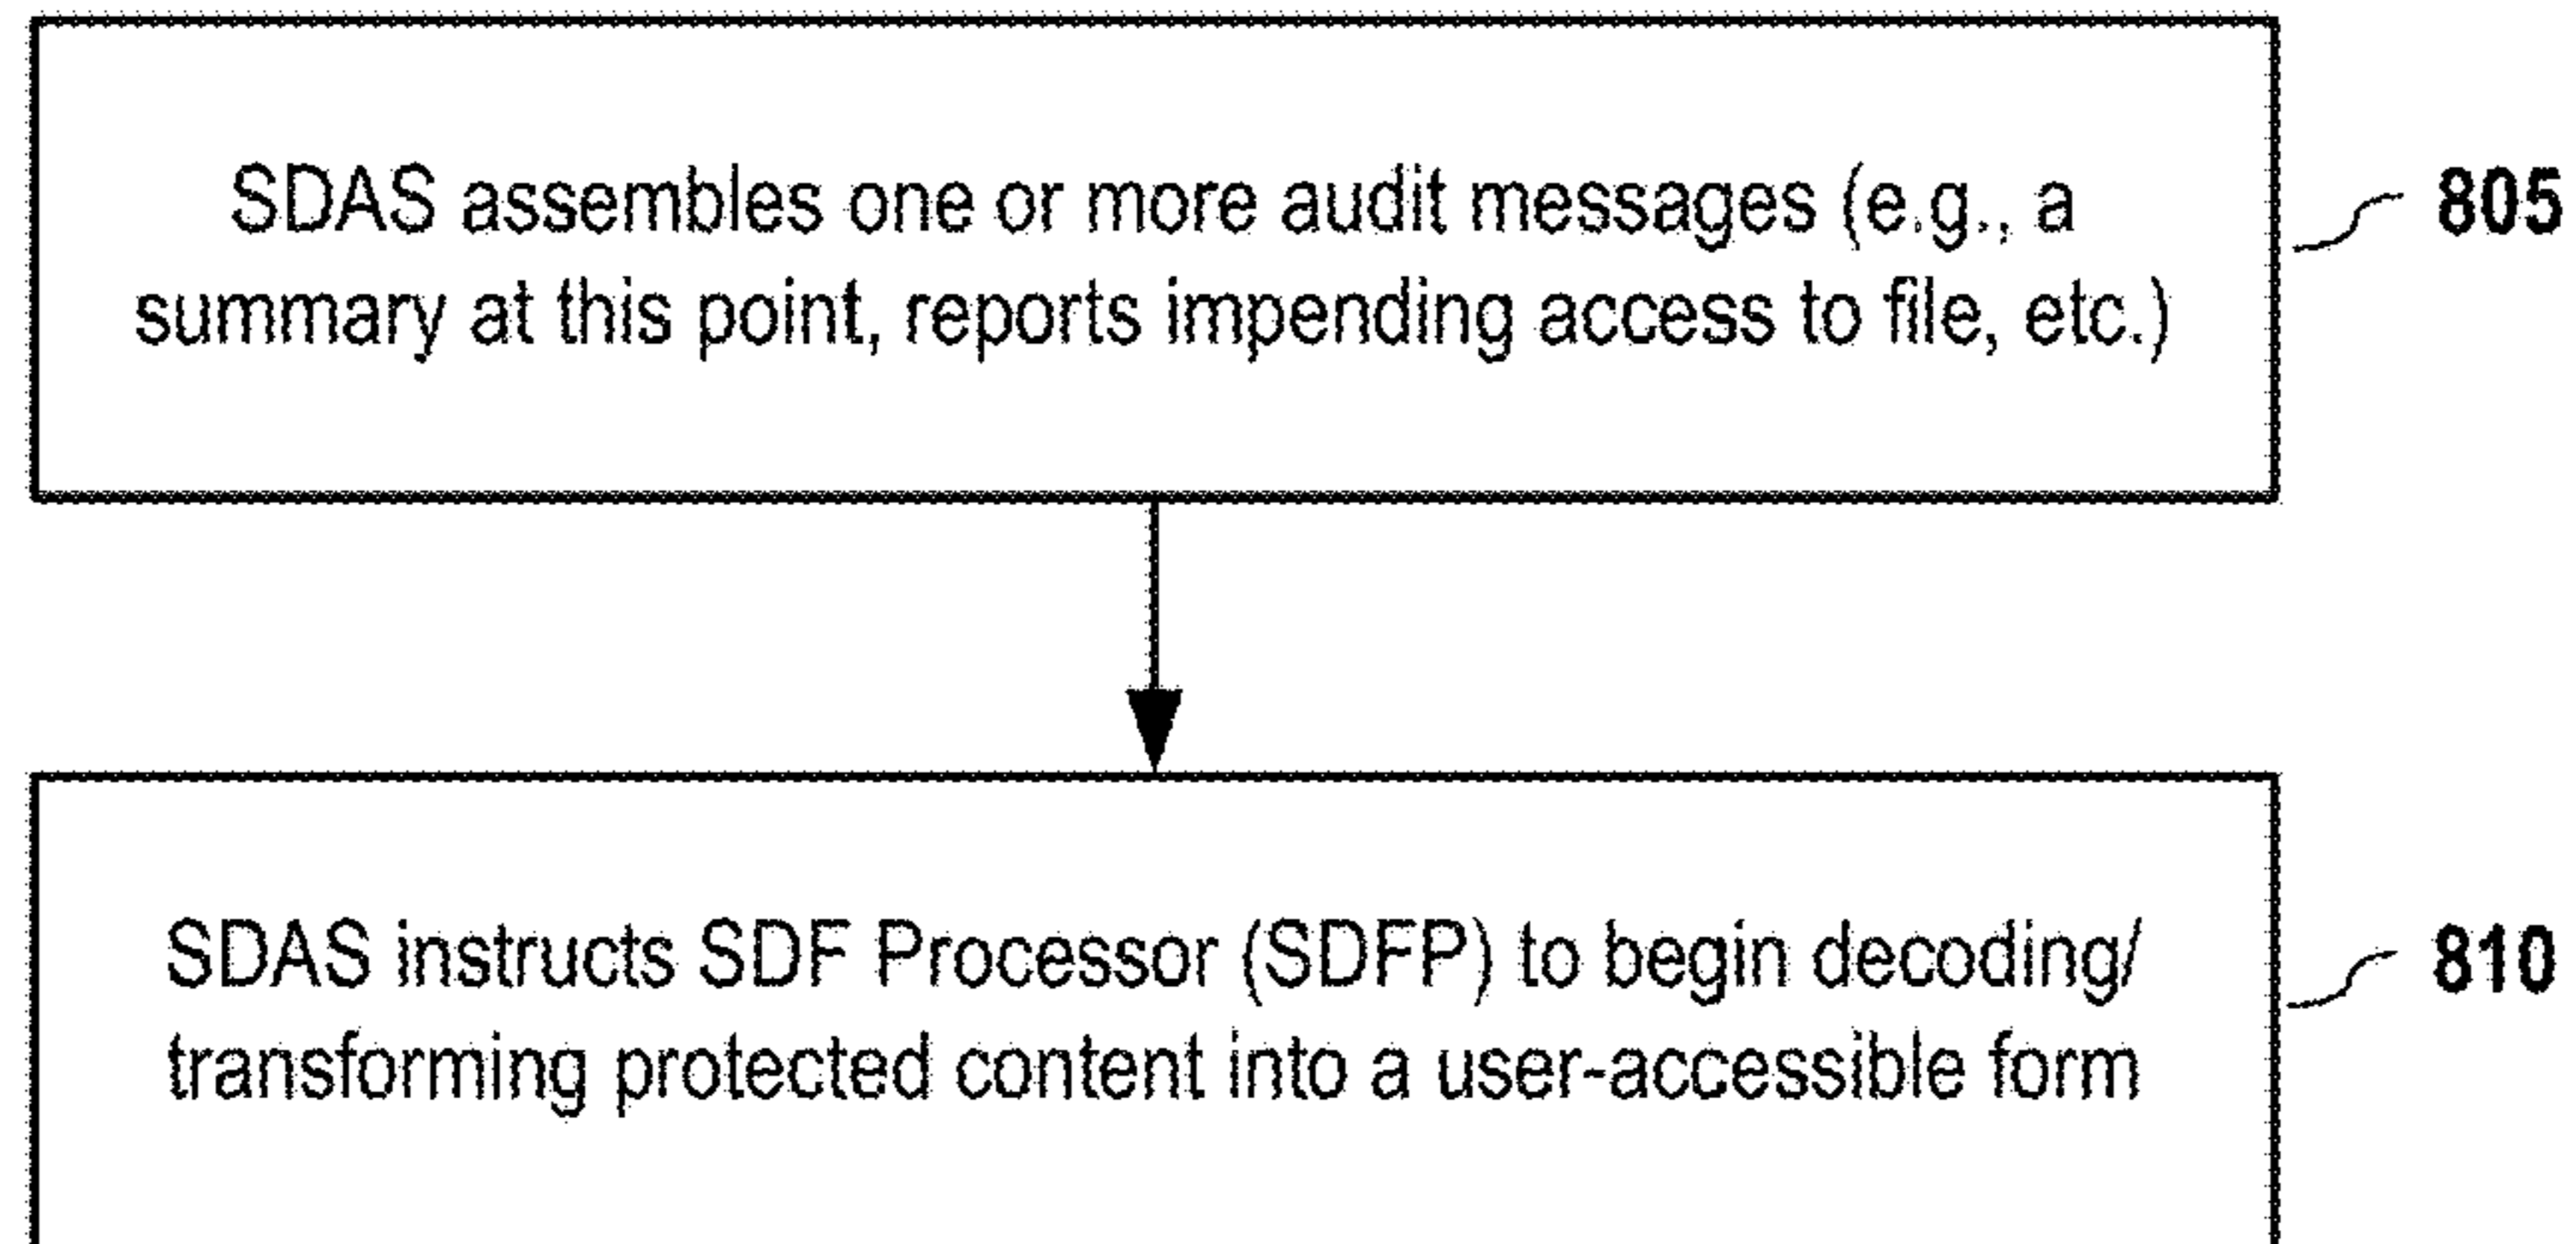 SDAS assembles one or more audit messages (e.g., a
summary at this point, reports impending access to file, etc.)
805
SDAS instructs SDF Processor (SDFP) to begin decoding/
transforming protected content into a user-accessible form
810